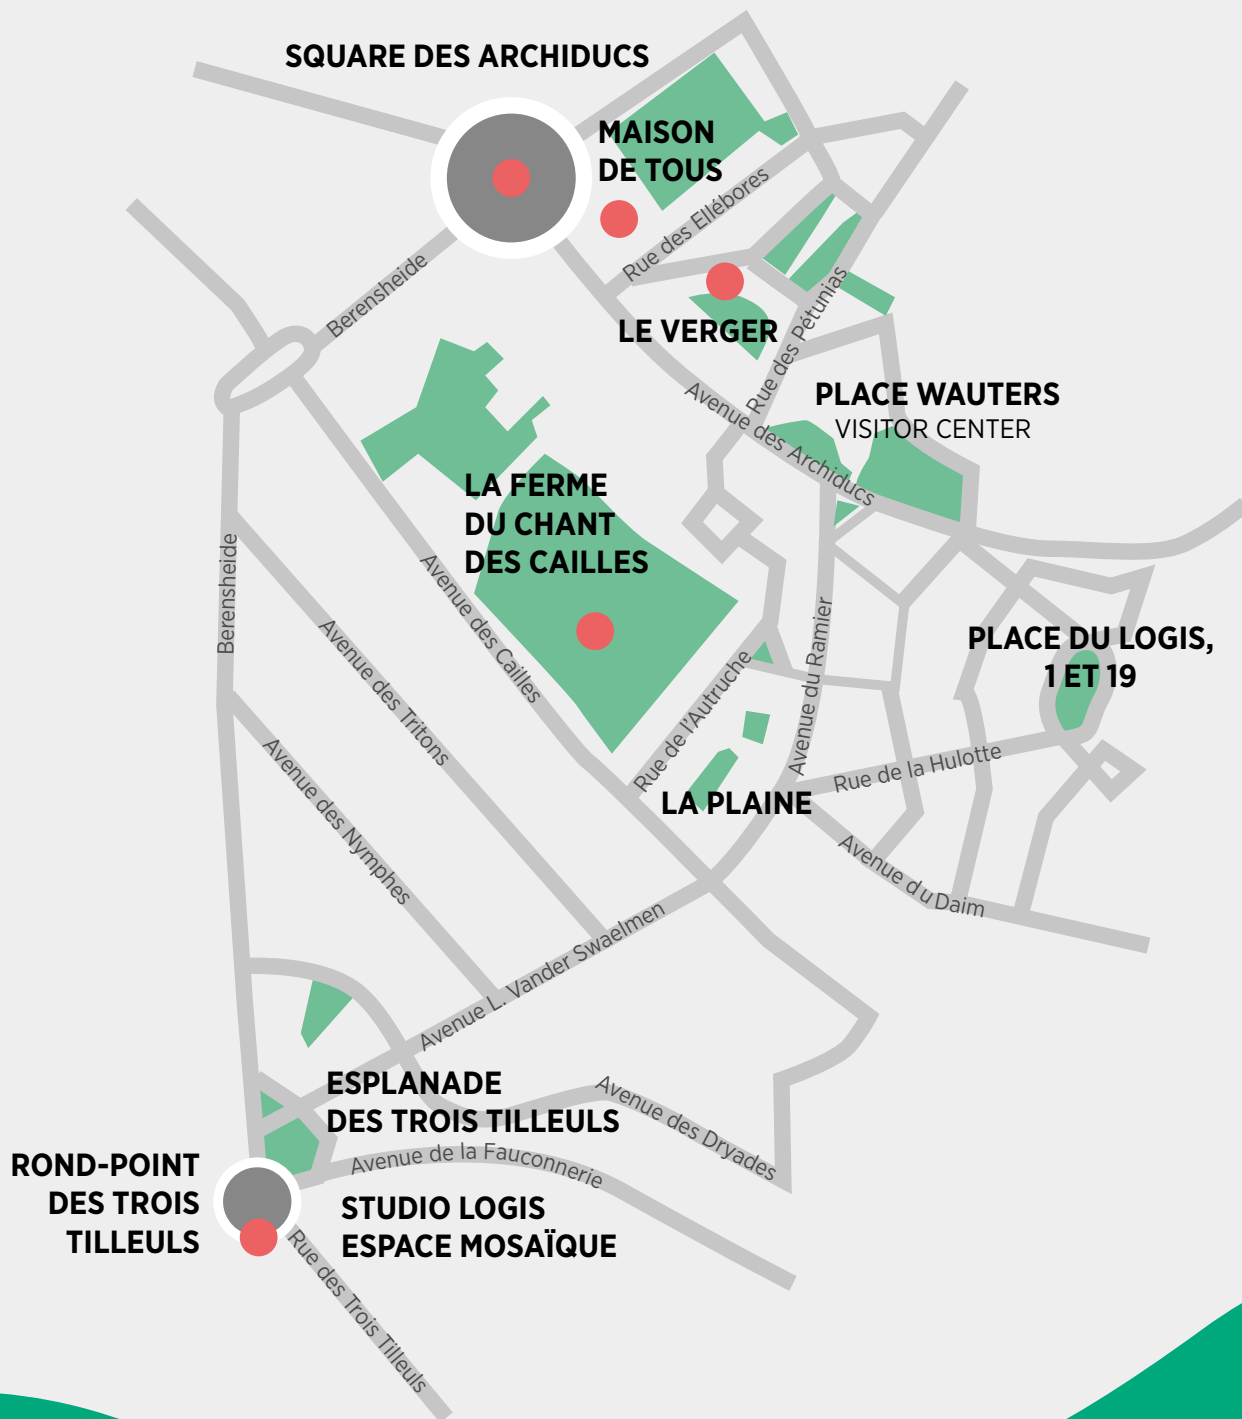 SQUARE DES ARCHIDUCS
MAISON
DE TOUS
Rue des Ellébores
Berensheide
LE VERGER
Rue des Pétunias
PLACE WAUTERS
VISITOR CENTER
Avenue des Archiducs
LA FERME
DU CHANT
DES CAILLES
Berensheide
Avenue des Cailles
Avenue des Tritons
Avenue du Ramier
PLACE DU LOGIS,
1 ET 19
Rue de l'Autruche
Avenue des Nymphes
Rue de la Hulotte
LA PLAINE
Avenue du Daim
Avenue L. Vander Swaelmen
ESPLANADE
DES TROIS TILLEULS
Avenue des Dryades
Avenue de la Fauconnerie
ROND-POINT
DES TROIS
TILLEULS
STUDIO LOGIS
ESPACE MOSAÏQUE
Rue des Trois Tilleuls